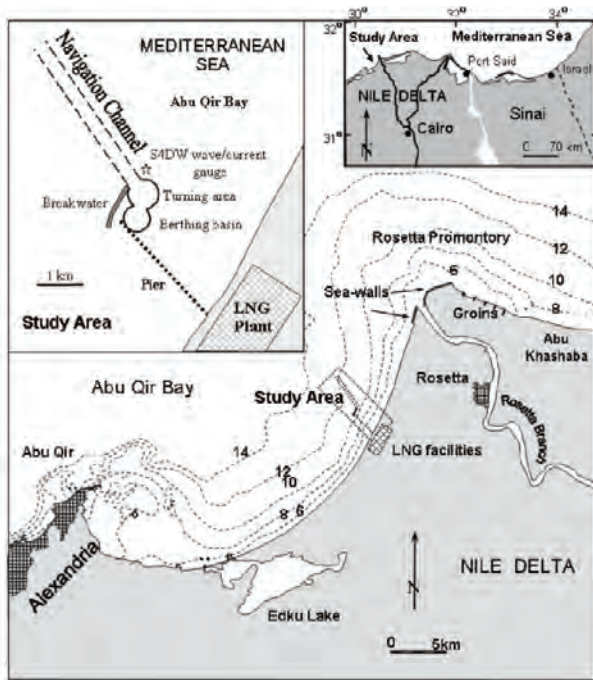 MEDITERRANEAN
SEA
Abu Qir Bay
Navigation Channel
S4DW wave/current
gauge
Turning area
Breakwater
Berthing basin
1 km
Pier
LNG
Plant
Study Area
32°
30°
33°
34°
Study Area
Mediterranean Sea
Port Said
Israel
NILE DELTA
Sinai
Cairo
31°
N
0 70 km
14
12
10
8
6
Rosetta Promontory
Sea-walls
Groins
Abu
Khashaba
Rosetta
Rosetta Branch
Abu Qir Bay
Study Area
LNG facilities
Abu Qir
14
12
10
8
6
6
Alexandria
Edku Lake
N
NILE DELTA
0 5km